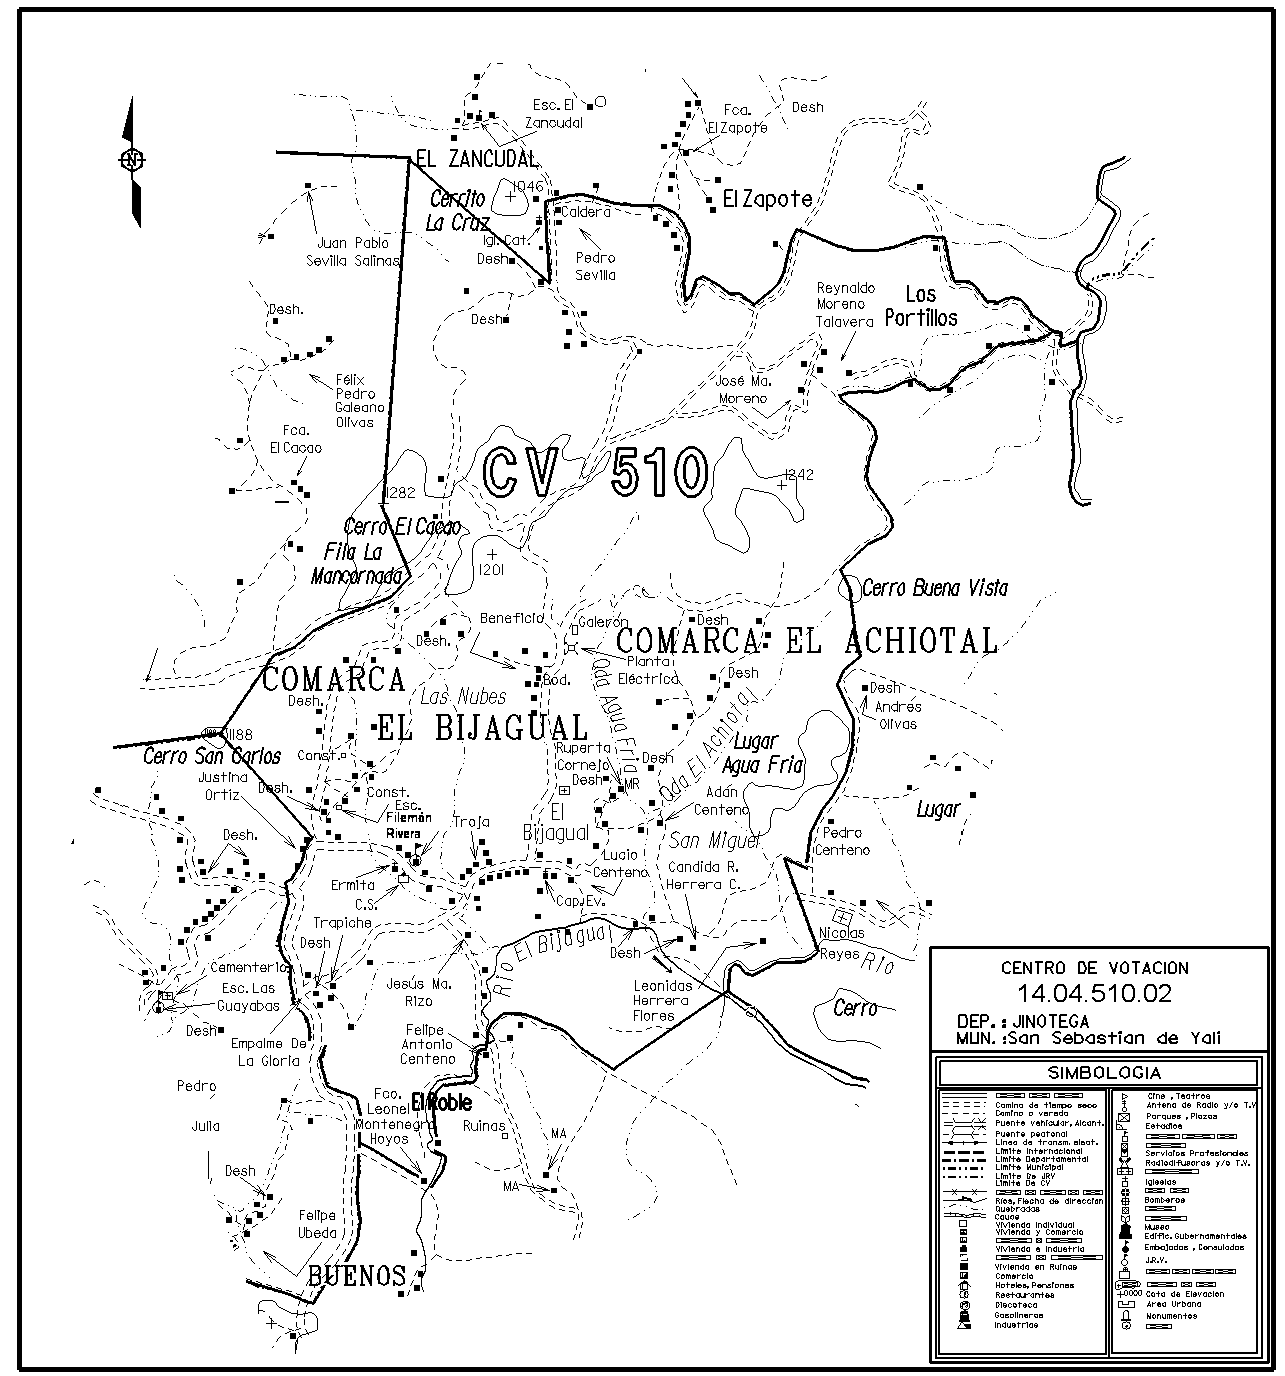 Esc. El
Zancudal
Fca.
El Zapote
Desh
N
EL ZANCUDAL
1046
Cerrito
La Cruz
El Zapote
Caldera
Igl. Cat.
Desh
Juan Pablo
Sevilla Salinas
Pedro
Sevilla
Reynaldo
Moreno
Talavera
Los
Portillos
Desh.
Desh
Félix
Pedro
Galeano
Olivas
José Ma.
Moreno
Fca.
El Cacao
CV 510
1242
1282
Cerro El Cacao
Fila La
Mancornada
1201
Cerro Buena Vista
Beneficio
Galerón
Desh
Desh.
COMARCA EL ACHIOTAL
Planta
Eléctrica
COMARCA
Bod.
Desh
Desh
Andres
Olivas
Desh.
Las Nubes
Qda Agua Fria
EL BIJAGUAL
Qda El Achiotal
1188
Cerro San Carlos
Const.
Ruperta
Cornejo
Desh
Desh
Lugar
Agua Fria
MR
Justina
Ortiz
Desh.
Const.
Esc.
Filemón
Rivera
Troja
El
Bijagual
Adán
Centeno
Lugar
San Miguel
Pedro
Centeno
Desh.
Lucio
Centeno
Candida R.
Herrera C.
Ermita
C.S.
Cap. Ev.
Trapiche
Desh
Rio El Bijagual
Desh
Nicolas
Reyes
Rio
Cementerio
Esc. Las
Guayabas
Jesús Ma.
Rizo
Leonidas
Herrera
Flores
Cerro
Desh
Empalme De
La Gloria
Felipe
Antonio
Centeno
Pedro
Julia
Fco.
Leonel
Montenegro
Hoyos
El Roble
Ruinas
MA
MA
Desh
Felipe
Ubeda
BUENOS
CENTRO DE VOTACION
14.04.510.02
DEP. : JINOTEGA
MUN. : San Sebastian de Yali
SIMBOLOGIA
Camino de tiempo seco
Camino o vereda
Puente vehicular, Alcant.
Puente peatonal
Linea de transm. elect.
Limite Internacional
Limite Departamental
Limite Municipal
Limite De JRV
Limite De CV
Rios, Flecha de direccion
Quebradas
Cauce
Vivienda Individual
Vivienda y Comercio
Vivienda e Industria
Vivienda en Ruinas
Comercio
Hoteles, Pensiones
Restaurantes
Discoteca
Gasolineras
Industrias
Cine , Teatros
Antena de Radio y/o T.V
Parques , Plazas
Estadios
Servicios Profesionales
Radiodifusoras y/o T.V.
Iglesias
Bomberos
Museo
Edific. Gubernamentales
Embajadas , Consulados
J.R.V.
+0000 Cota de Elevacion
Area Urbana
Monumentos